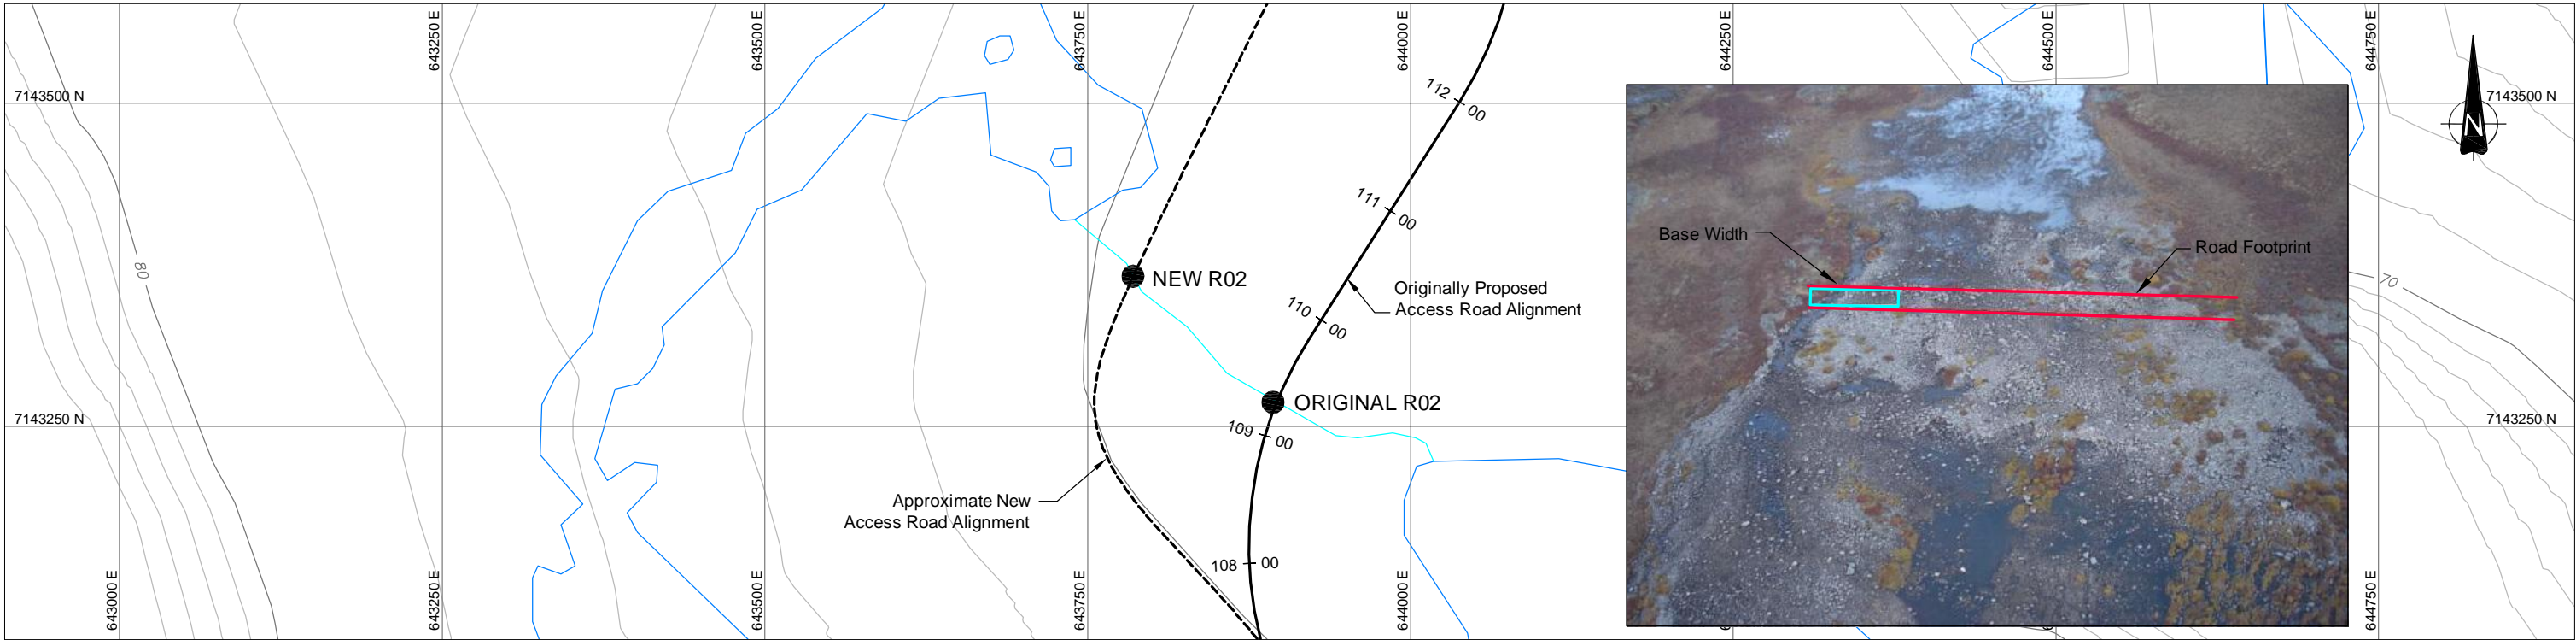 643250 E
643500 E
643750 E
644000 E
644250 E
644500 E
644750 E
7143500 N
7143500 N
N
112 00
111 00
Base Width
Road Footprint
80
NEW R02
70
Originally Proposed
Access Road Alignment
110 00
ORIGINAL R02
7143250 N
7143250 N
109 00
Approximate New
Access Road Alignment
108 00
643000 E
643250 E
643500 E
643750 E
644000 E
644750 E